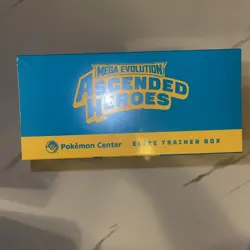 MEGA EVOLUTION
ASCENDED
HEROES
Pokémon Center ELITE TRAINER BOX